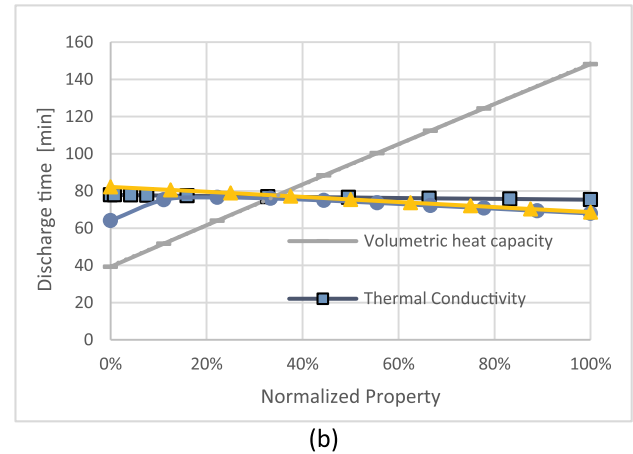 160
140
120
100
80
60
40
20
0
Discharge time [min]
Volumetric heat capacity
Thermal Conductivity
0% 20% 40% 60% 80% 100%
Normalized Property
(b)